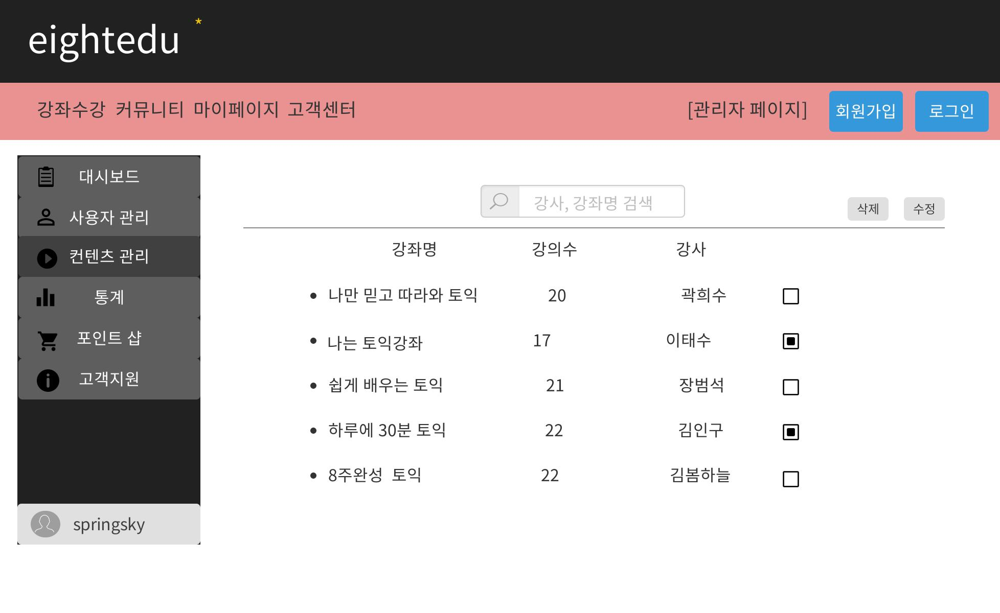 eightedu *
강좌수강 커뮤니티 마이페이지 고객센터 [관리자 페이지] 회원가입 로그인
대시보드
사용자 관리
컨텐츠 관리
통계
포인트 샵
고객지원
springsky
강사, 강좌명 검색
삭제 수정
강좌명 강의수 강사
나만 믿고 따라와 토익 20 곽희수
나는 토익강좌 17 이태수
쉽게 배우는 토익 21 장범석
하루에 30분 토익 22 김인구
8주완성 토익 22 김봄하늘